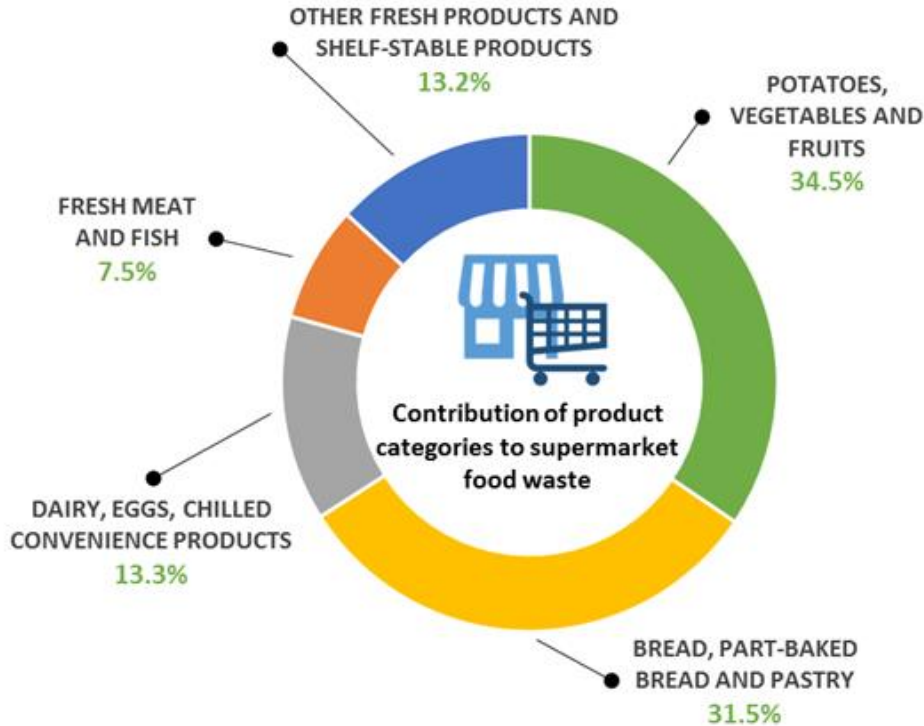 OTHER FRESH PRODUCTS AND
SHELF-STABLE PRODUCTS
13.2%
POTATOES,
VEGETABLES AND
FRUITS
34.5%
FRESH MEAT
AND FISH
7.5%
Contribution of product
categories to supermarket
food waste
DAIRY, EGGS, CHILLED
CONVENIENCE PRODUCTS
13.3%
BREAD, PART-BAKED
BREAD AND PASTRY
31.5%